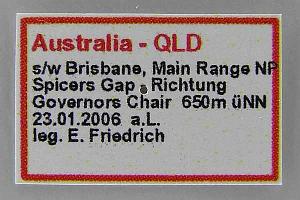 Australia - QLD
s/w Brisbane, Main Range NP
Spicers Gap, Richtung
Governors Chair 650m üNN
23.01.2006 a.L.
leg. E. Friedrich